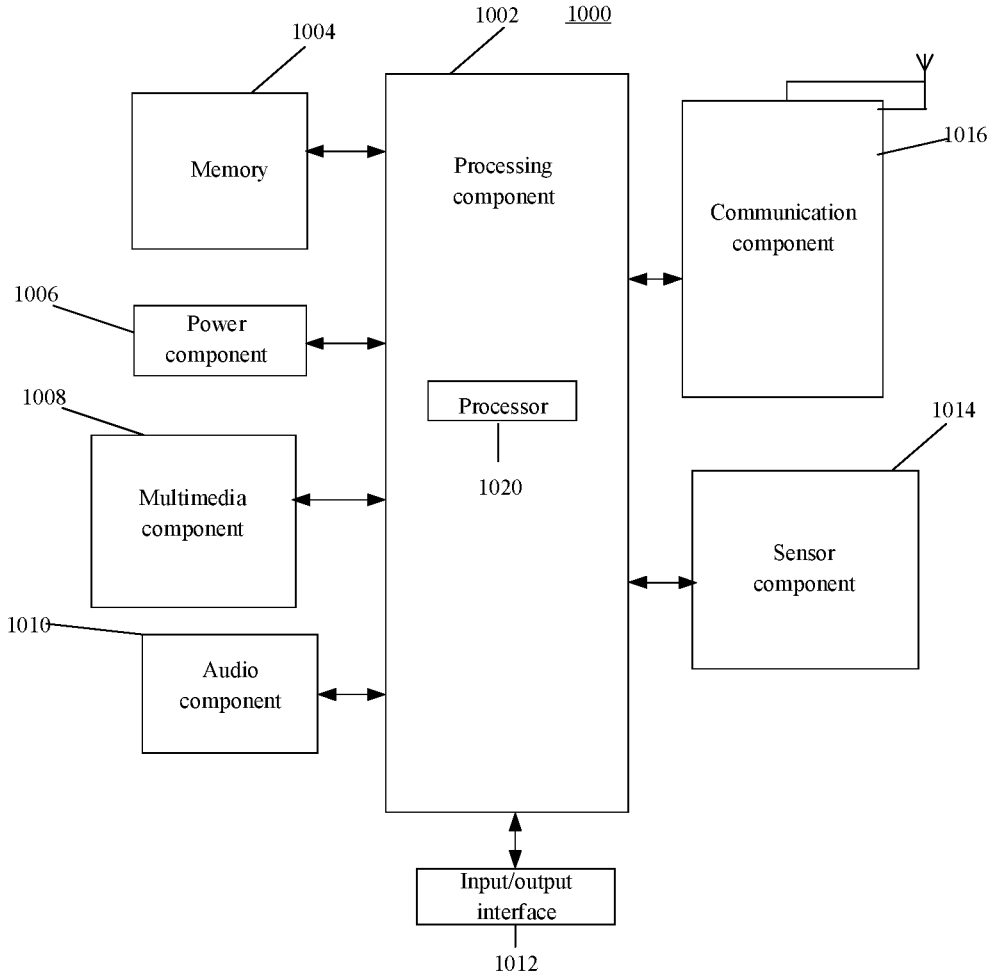 1000
1002
1004
Memory
Processing
component
1016
Communication
component
1006
Power
component
1008
Processor
1020
Multimedia
component
1014
Sensor
component
1010
Audio
component
Input/output
interface
1012